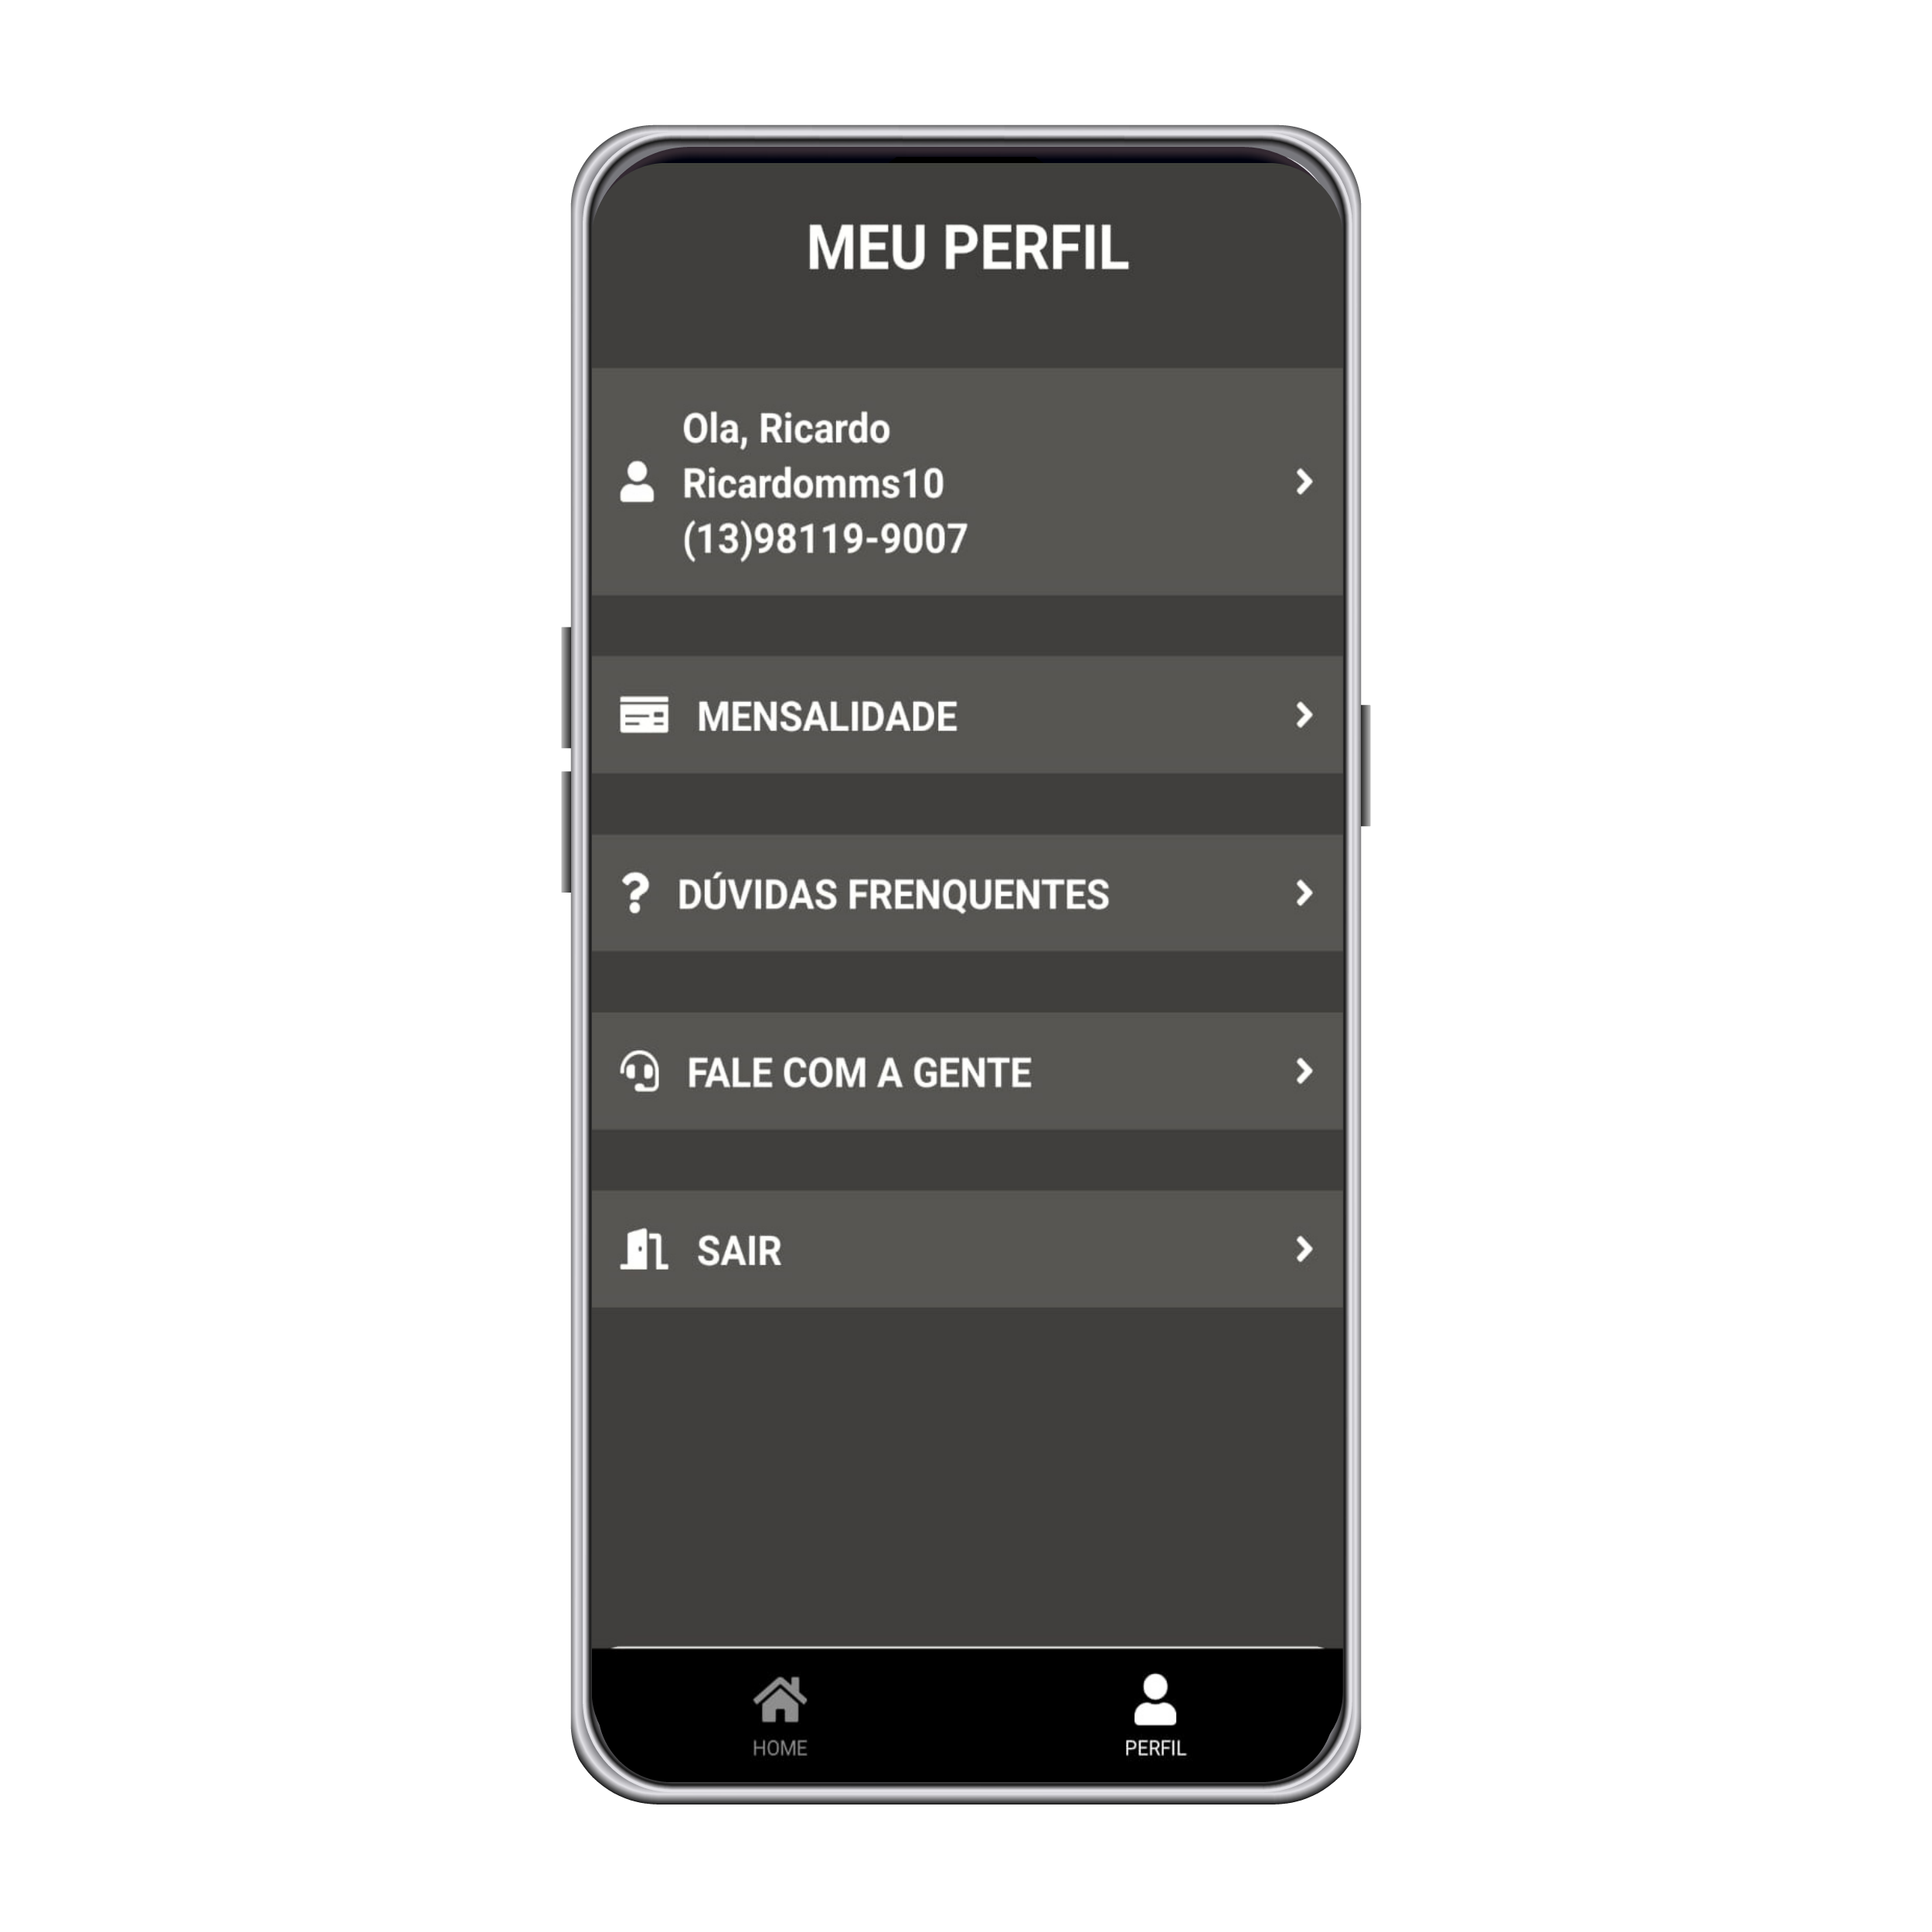 MEU PERFIL
Ola, Ricardo
Ricardomms10
(13)98119-9007
MENSALIDADE
DÚVIDAS FRENQUENTES
FALE COM A GENTE
SAIR
HOME
PERFIL